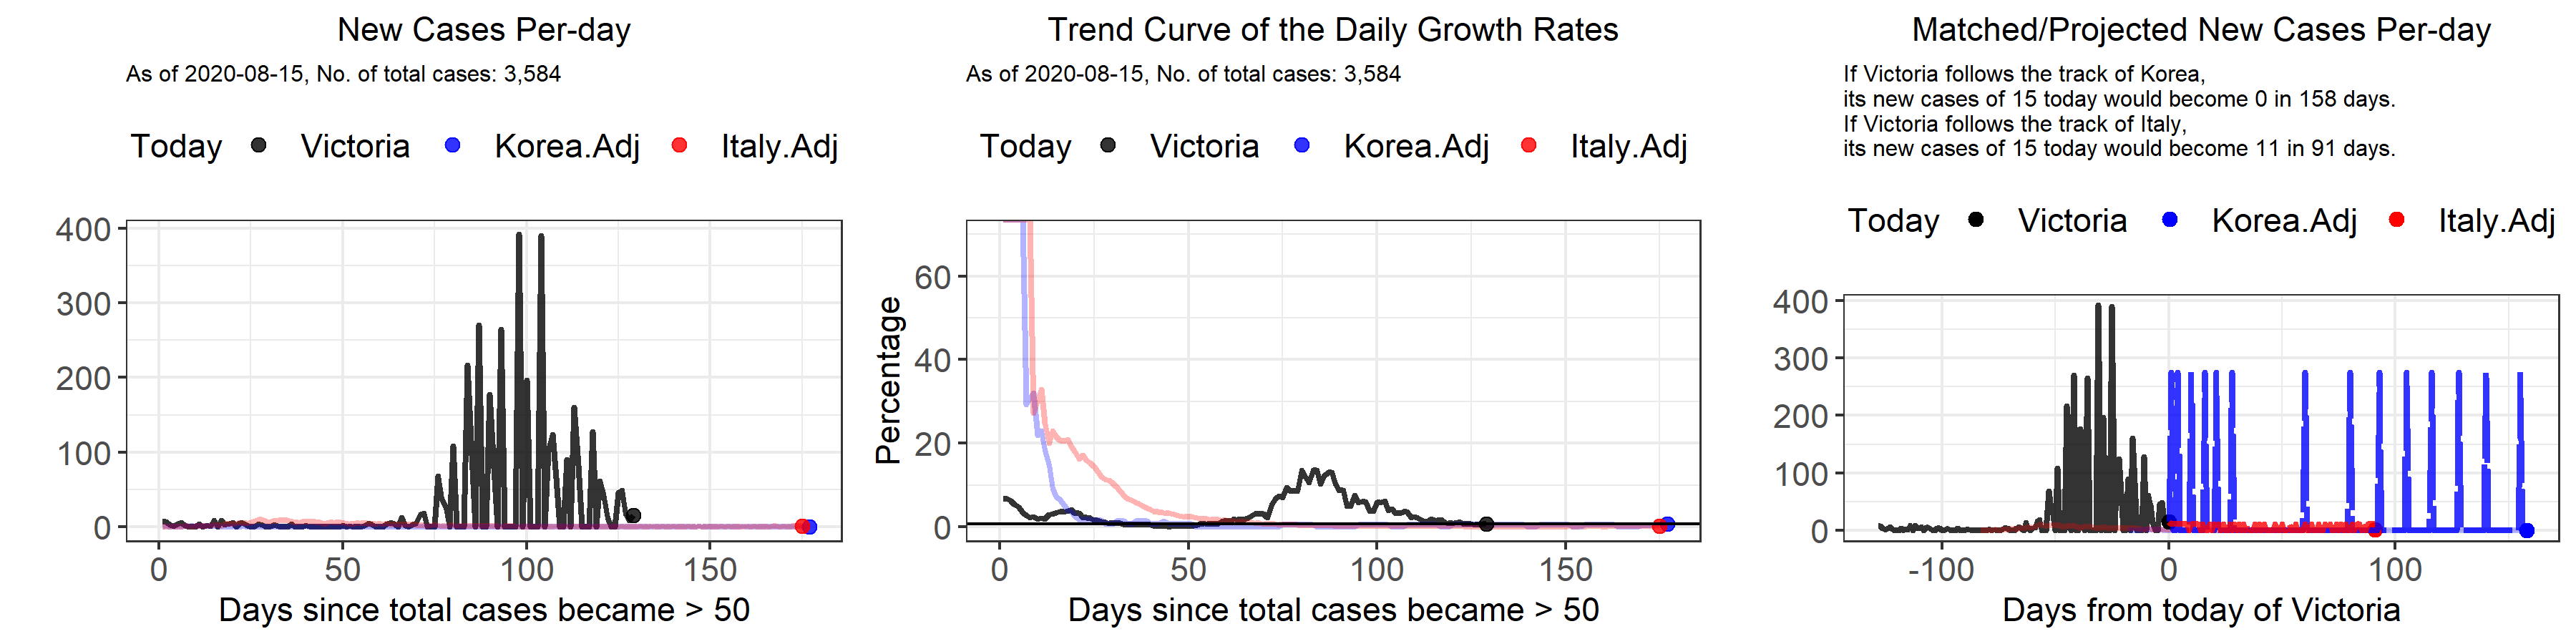 New Cases Per-day
As of 2020-08-15, No. of total cases: 3,584
Today Victoria Korea.Adj Italy.Adj
400
300
200
100
0
0 50 100 150
Days since total cases became > 50
Trend Curve of the Daily Growth Rates
As of 2020-08-15, No. of total cases: 3,584
Today Victoria Korea.Adj Italy.Adj
Percentage
60
40
20
0
0 50 100 150
Days since total cases became > 50
Matched/Projected New Cases Per-day
If Victoria follows the track of Korea,
its new cases of 15 today would become 0 in 158 days.
If Victoria follows the track of Italy,
its new cases of 15 today would become 11 in 91 days.
Today Victoria Korea.Adj Italy.Adj
400
300
200
100
0
-100 0 100
Days from today of Victoria